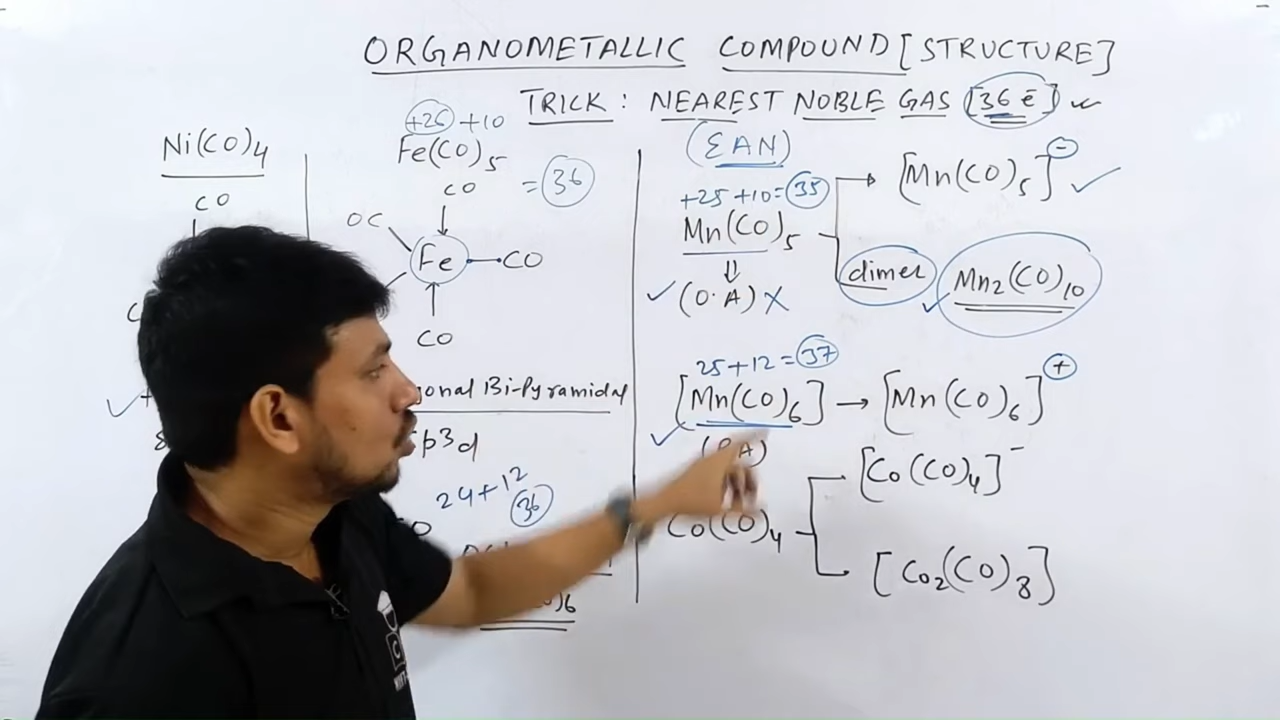 ORGANOMETALLIC COMPOUND [STRUCTURE]
TRICK : NEAREST NOBLE GAS [36 e̅]
Ni(CO)₄
CO
+26 +10
Fe(CO)₅
= 36
CO
OC
Fe
CO
CO
gonal Bi-Pyramidal
p3d
24+12
36
)₆
(EAN)
+25 +10 = 35
Mn(CO)₅
⇓
(O.A) X
→ [Mn(CO)₅]⁻
dimer
Mn₂(CO)₁₀
25+12 = 37
[Mn(CO)₆] → [Mn(CO)₆]⁺
Co(CO)₄
[Co(CO)₄]⁻
[Co₂(CO)₈]